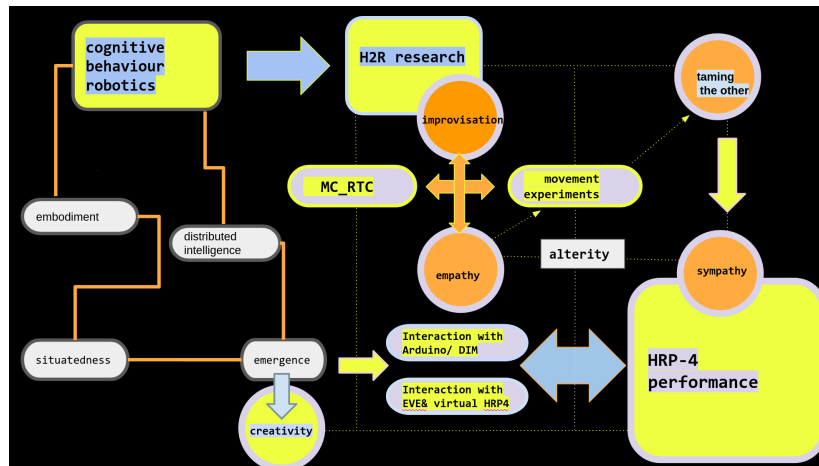 cognitive
behaviour
robotics
H2R research
improvisation
taming
the other
MC_RTC
movement
experiments
embodiment
distributed
intelligence
alterity
empathy
sympathy
situatedness
emergence
creativity
Interaction with
Arduino/ DIM
Interaction with
EVE& virtual HRP4
HRP-4
performance